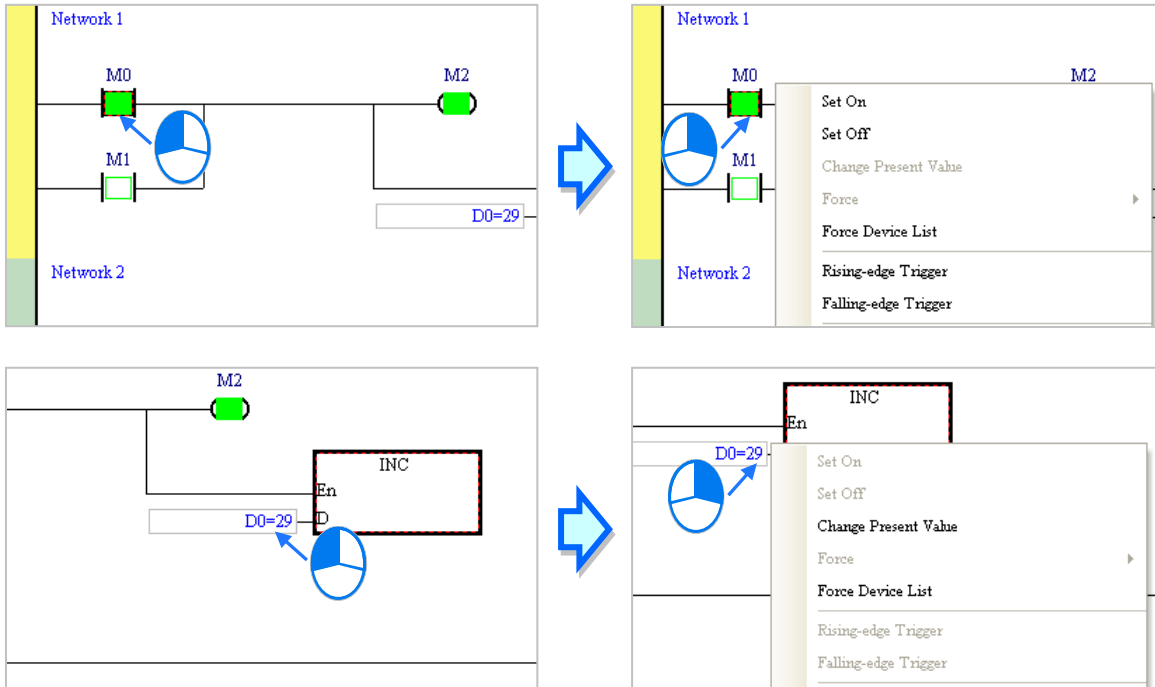 Network 1
M0
M2
M1
D0=29
Network 2
Network 1
M0
M2
M1
Set On
Set Off
Change Present Value
Force
Force Device List
Rising-edge Trigger
Falling-edge Trigger
Network 2
M2
INC
En
D0=29
D
INC
En
D0=29
Set On
Set Off
Change Present Value
Force
Force Device List
Rising-edge Trigger
Falling-edge Trigger